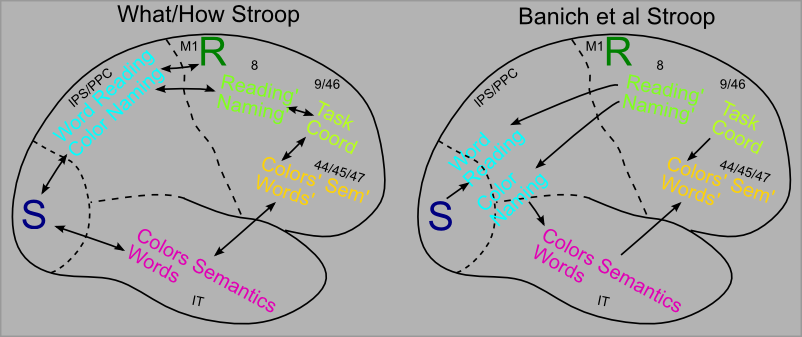 What/How Stroop
M1
R
8
9/46
IPS/PPC
Word Reading
Color Naming
Reading'
Naming'
Task
Coord
44/45/47
Colors' Sem'
Words'
S
Colors Semantics
Words
IT
Banich et al Stroop
M1
R
8
9/46
IPS/PPC
Reading'
Naming'
Task
Coord
Word
Reading
Color
Naming
44/45/47
Colors' Sem'
Words'
S
Colors Semantics
Words
IT